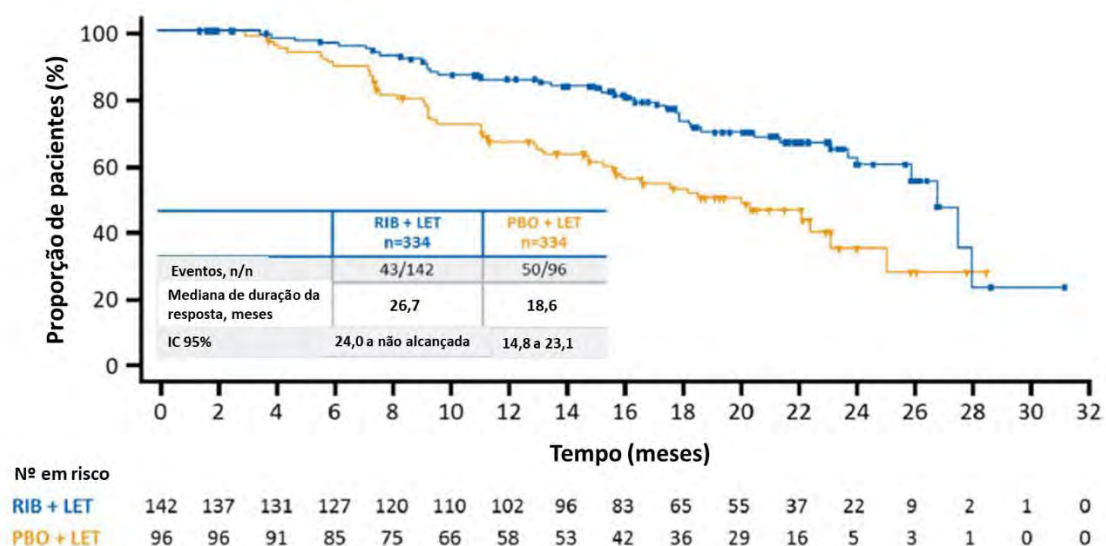 Proporção de pacientes (%)
100
80
60
40
20
0
RIB + LET PBO + LET
n=334 n=334
Eventos, n/n 43/142 50/96
Mediana de duração da
resposta, meses 26,7 18,6
IC 95% 24,0 a não alcançada 14,8 a 23,1
0 2 4 6 8 10 12 14 16 18 20 22 24 26 28 30 32
Tempo (meses)
Nº em risco
RIB + LET 142 137 131 127 120 110 102 96 83 65 55 37 22 9 2 1 0
PBO + LET 96 96 91 85 75 66 58 53 42 36 29 16 5 3 1 0 0